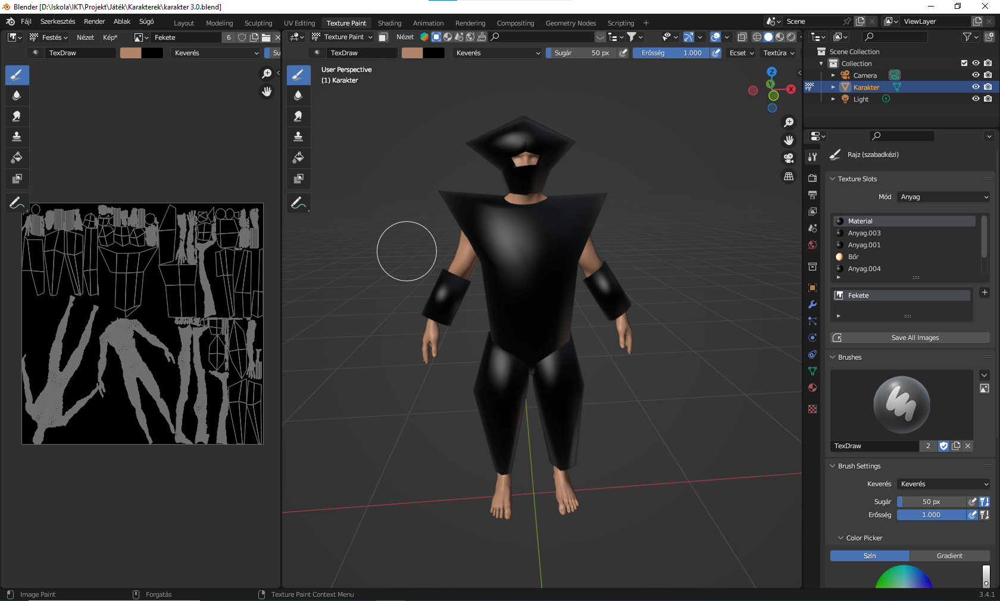 Blender [D:\Iskola\IKT\Projekt\Játék\Karakterek\karakter 3.0.blend]
Fájl Szerkesztés Render Ablak Súgó Layout Modeling Sculpting UV Editing Texture Paint Shading Animation Rendering Compositing Geometry Nodes Scripting + Scene ViewLayer
Festés Nézet Kép* Fekete 6 Texture Paint Nézet
TexDraw Keverés Su TexDraw Keverés Sugár 50 px Erősség 1.000 Ecset Textúra
User Perspective
(1) Karakter
Z
Y
X
Scene Collection
Collection
Camera
Karakter
Light
Rajz (szabadkézi)
Texture Slots
Mód Anyag
Material
Anyag.003
Anyag.001
Bőr
Anyag.004
Fekete
Save All Images
Brushes
TexDraw 2
Brush Settings
Keverés Keverés
Sugár 50 px
Erősség 1.000
Color Picker
Szín Gradient
Image Paint Forgatás Texture Paint Context Menu 3.4.1